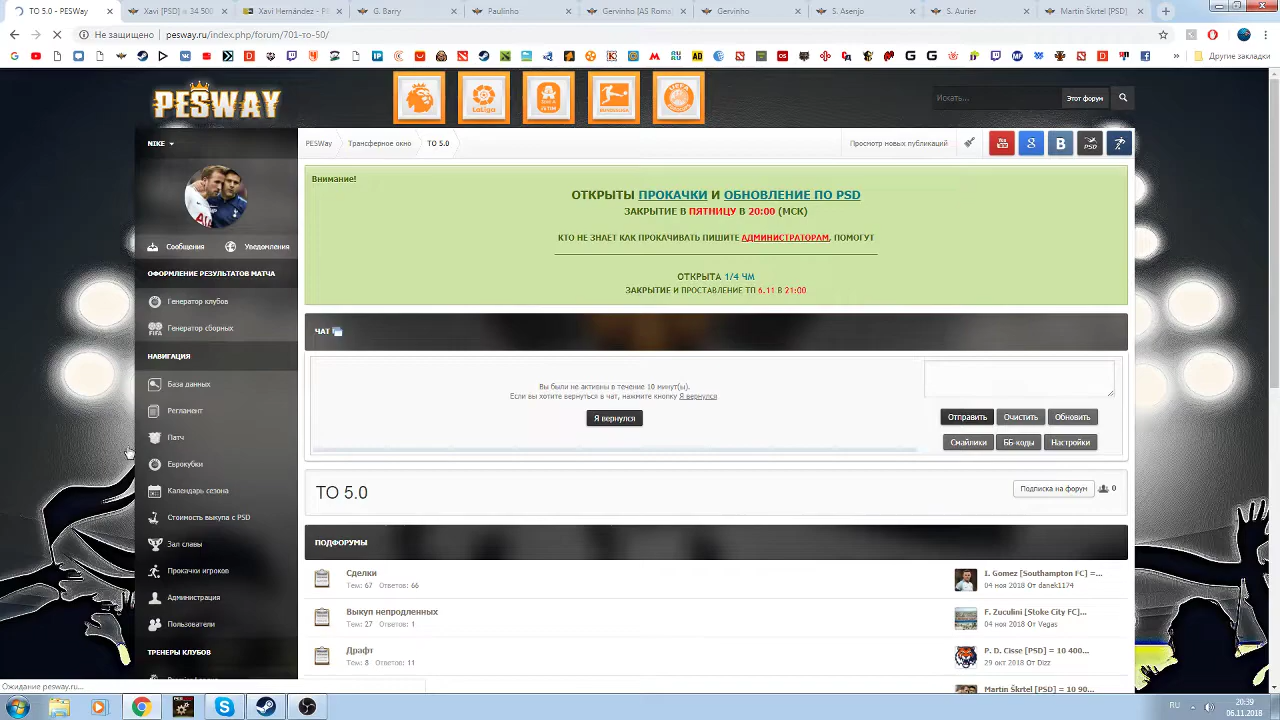 ТО 5.0 - PESWay
Xavi [PSD] = 34 500
Xavi Hernández - PS
G. Barry
Paulinho
Gervinho [AS Roma
Gervinho
S. Asenjo
S. Aurier
Martin Škrtel [PSD]
Не защищено
pesway.ru/index.php/forum/701-то-50/
Другие закладки
PESWAY
Искать...
Этот форум
NIKE
PESWay
Трансферное окно
ТО 5.0
Просмотр новых публикаций
Внимание!
ОТКРЫТЫ ПРОКАЧКИ И ОБНОВЛЕНИЕ ПО PSD
ЗАКРЫТИЕ В ПЯТНИЦУ В 20:00 (МСК)
КТО НЕ ЗНАЕТ КАК ПРОКАЧИВАТЬ ПИШИТЕ АДМИНИСТРАТОРАМ, ПОМОГУТ
ОТКРЫТА 1/4 ЧМ
ЗАКРЫТИЕ И ПРОСТАВЛЕНИЕ ТП 6.11 В 21:00
Сообщения
Уведомления
ОФОРМЛЕНИЕ РЕЗУЛЬТАТОВ МАТЧА
Генератор клубов
Генератор сборных
НАВИГАЦИЯ
База данных
Регламент
Патч
Еврокубки
Календарь сезона
Стоимость выкупа с PSD
Зал славы
Прокачки игроков
Администрация
Пользователи
ТРЕНЕРЫ КЛУБОВ
ЧАТ
Вы были не активны в течение 10 минут(ы).
Если вы хотите вернуться в чат, нажмите кнопку Я вернулся
Я вернулся
Отправить
Очистить
Обновить
Смайлики
ББ-коды
Настройки
ТО 5.0
Подписка на форум
0
ПОДФОРУМЫ
Сделки
Тем: 67 Ответов: 66
I. Gomez [Southampton FC] =...
04 ноя 2018 От danek1174
Выкуп непродленных
Тем: 27 Ответов: 1
F. Zuculini [Stoke City FC]...
04 ноя 2018 От Vegas
Драфт
Тем: 8 Ответов: 11
P. D. Cisse [PSD] = 10 400...
29 окт 2018 От Dizz
Martin Škrtel [PSD] = 10 90...
Ожидание pesway.ru...
RU
20:39
06.11.2018